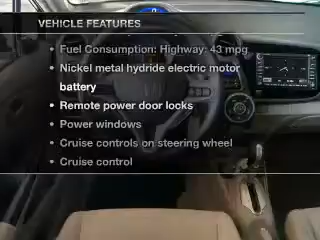 VEHICLE FEATURES
• Fuel Consumption: Highway: 43 mpg
• Nickel metal hydride electric motor
battery
• Remote power door locks
• Power windows
• Cruise controls on steering wheel
• Cruise control